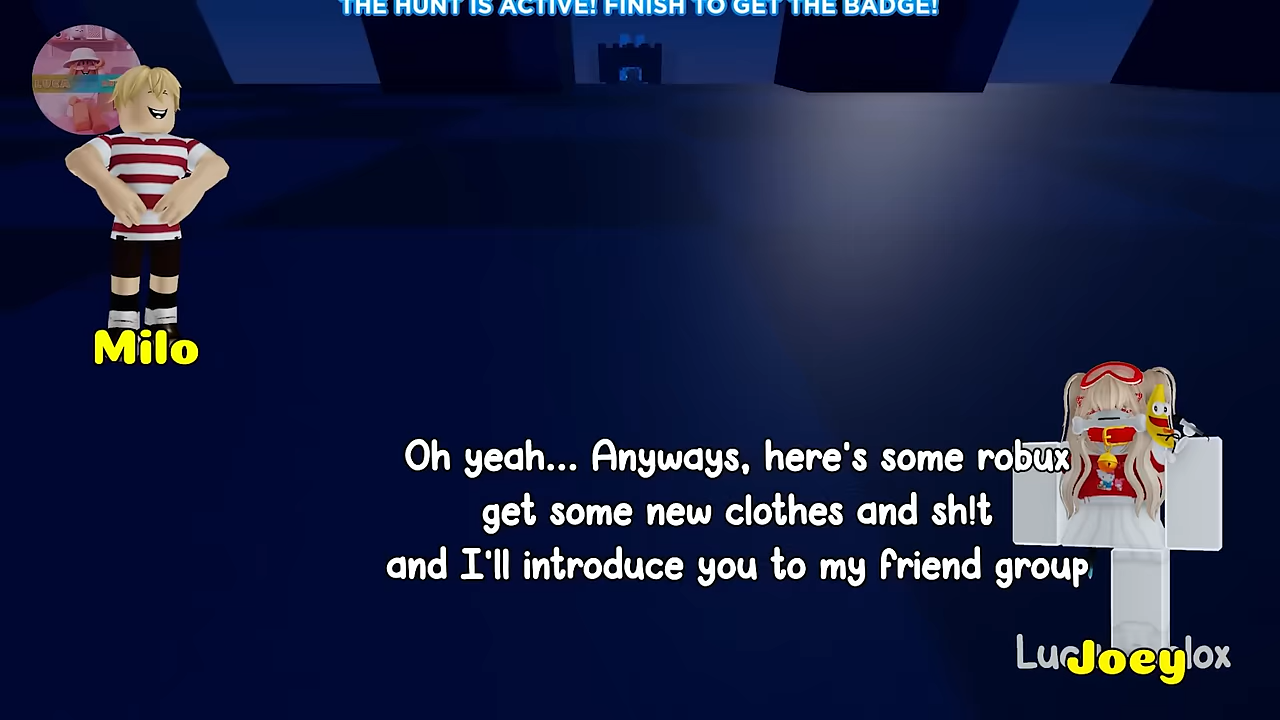 THE HUNT IS ACTIVE! FINISH TO GET THE BADGE!
Milo
Oh yeah... Anyways, here's some robux
get some new clothes and sh!t
and I'll introduce you to my friend group
Joey